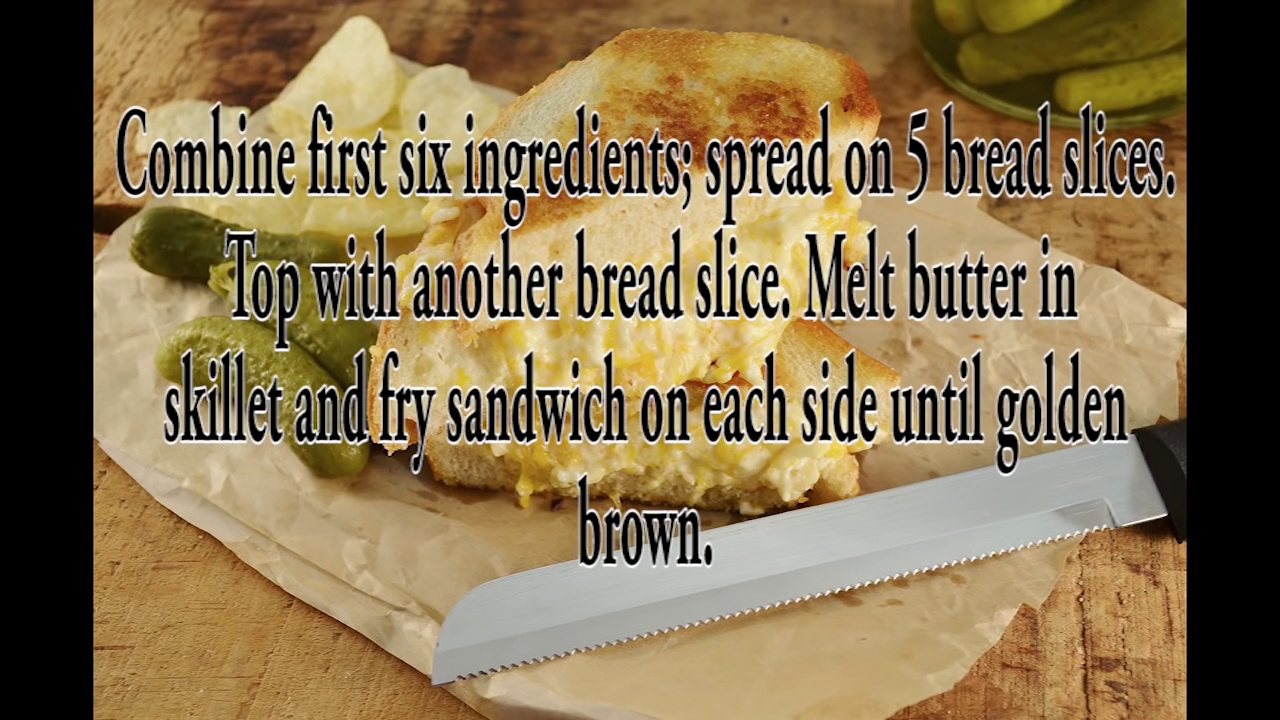 Combine first six ingredients; spread on 5 bread slices.
Top with another bread slice. Melt butter in
skillet and fry sandwich on each side until golden
brown.